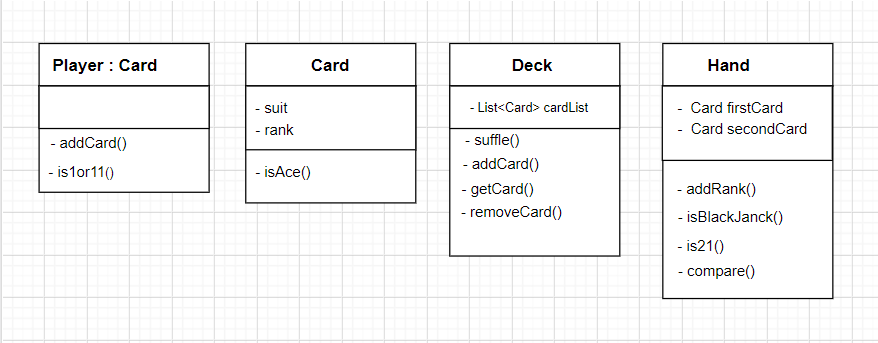 Player : Card
- addCard()
- is1or11()
Card
- suit
- rank
- isAce()
Deck
- List<Card> cardList
- suffle()
- addCard()
- getCard()
- removeCard()
Hand
- Card firstCard
- Card secondCard
- addRank()
- isBlackJanck()
- is21()
- compare()